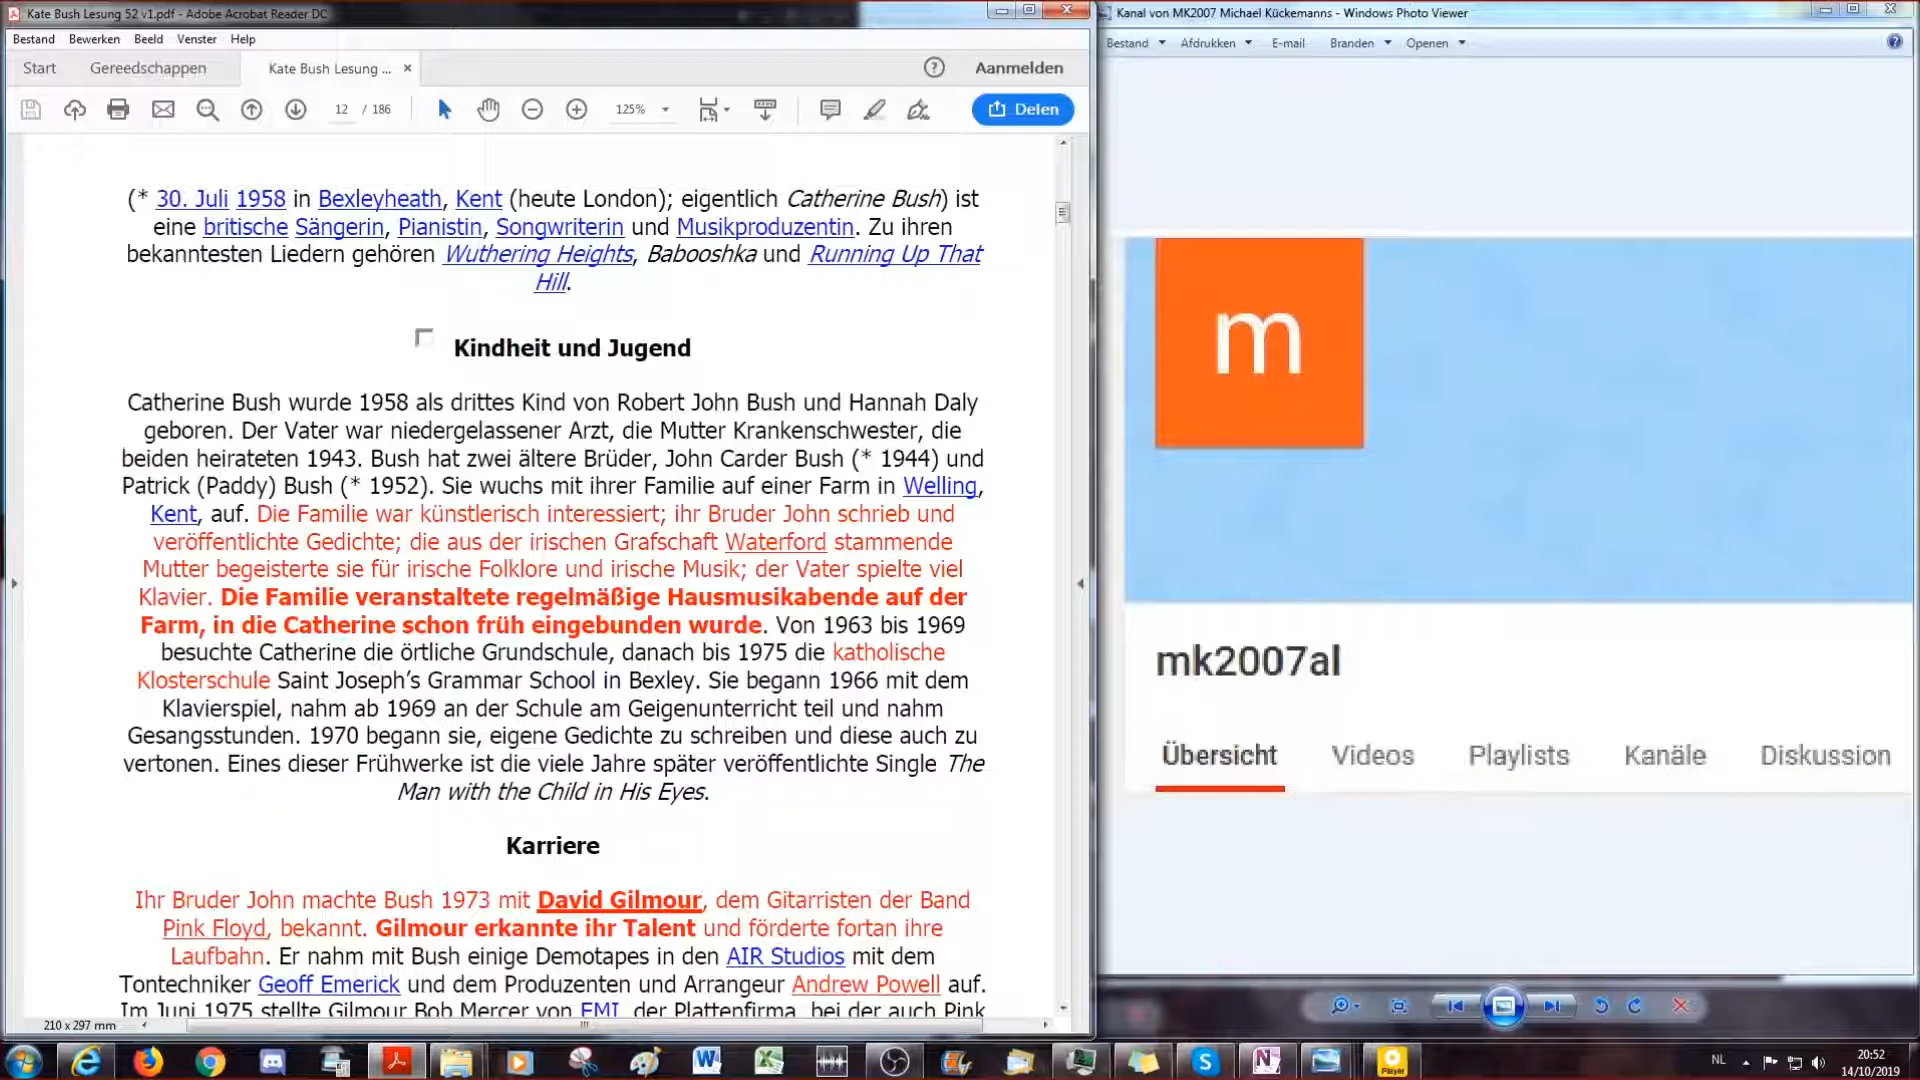 Kate Bush Lesung 52 v1.pdf - Adobe Acrobat Reader DC
Bestand Bewerken Beeld Venster Help
Start Gereedschappen Kate Bush Lesung ... × Aanmelden
12 / 186 125% Delen
(* 30. Juli 1958 in Bexleyheath, Kent (heute London); eigentlich Catherine Bush) ist
eine britische Sängerin, Pianistin, Songwriterin und Musikproduzentin. Zu ihren
bekanntesten Liedern gehören Wuthering Heights, Babooshka und Running Up That
Hill.
Kindheit und Jugend
Catherine Bush wurde 1958 als drittes Kind von Robert John Bush und Hannah Daly
geboren. Der Vater war niedergelassener Arzt, die Mutter Krankenschwester, die
beiden heirateten 1943. Bush hat zwei ältere Brüder, John Carder Bush (* 1944) und
Patrick (Paddy) Bush (* 1952). Sie wuchs mit ihrer Familie auf einer Farm in Welling,
Kent, auf. Die Familie war künstlerisch interessiert; ihr Bruder John schrieb und
veröffentlichte Gedichte; die aus der irischen Grafschaft Waterford stammende
Mutter begeisterte sie für irische Folklore und irische Musik; der Vater spielte viel
Klavier. Die Familie veranstaltete regelmäßige Hausmusikabende auf der
Farm, in die Catherine schon früh eingebunden wurde. Von 1963 bis 1969
besuchte Catherine die örtliche Grundschule, danach bis 1975 die katholische
Klosterschule Saint Joseph's Grammar School in Bexley. Sie begann 1966 mit dem
Klavierspiel, nahm ab 1969 an der Schule am Geigenunterricht teil und nahm
Gesangsstunden. 1970 begann sie, eigene Gedichte zu schreiben und diese auch zu
vertonen. Eines dieser Frühwerke ist die viele Jahre später veröffentlichte Single The
Man with the Child in His Eyes.
Karriere
Ihr Bruder John machte Bush 1973 mit David Gilmour, dem Gitarristen der Band
Pink Floyd, bekannt. Gilmour erkannte ihr Talent und förderte fortan ihre
Laufbahn. Er nahm mit Bush einige Demotapes in den AIR Studios mit dem
Tontechniker Geoff Emerick und dem Produzenten und Arrangeur Andrew Powell auf.
Im Juni 1975 stellte Gilmour Bob Mercer von EMI, der Plattenfirma, bei der auch Pink
210 x 297 mm
Kanal von MK2007 Michael Kückemanns - Windows Photo Viewer
Bestand Afdrukken E-mail Branden Openen
m
mk2007al
Übersicht Videos Playlists Kanäle Diskussion
NL 20:52
14/10/2019
Player